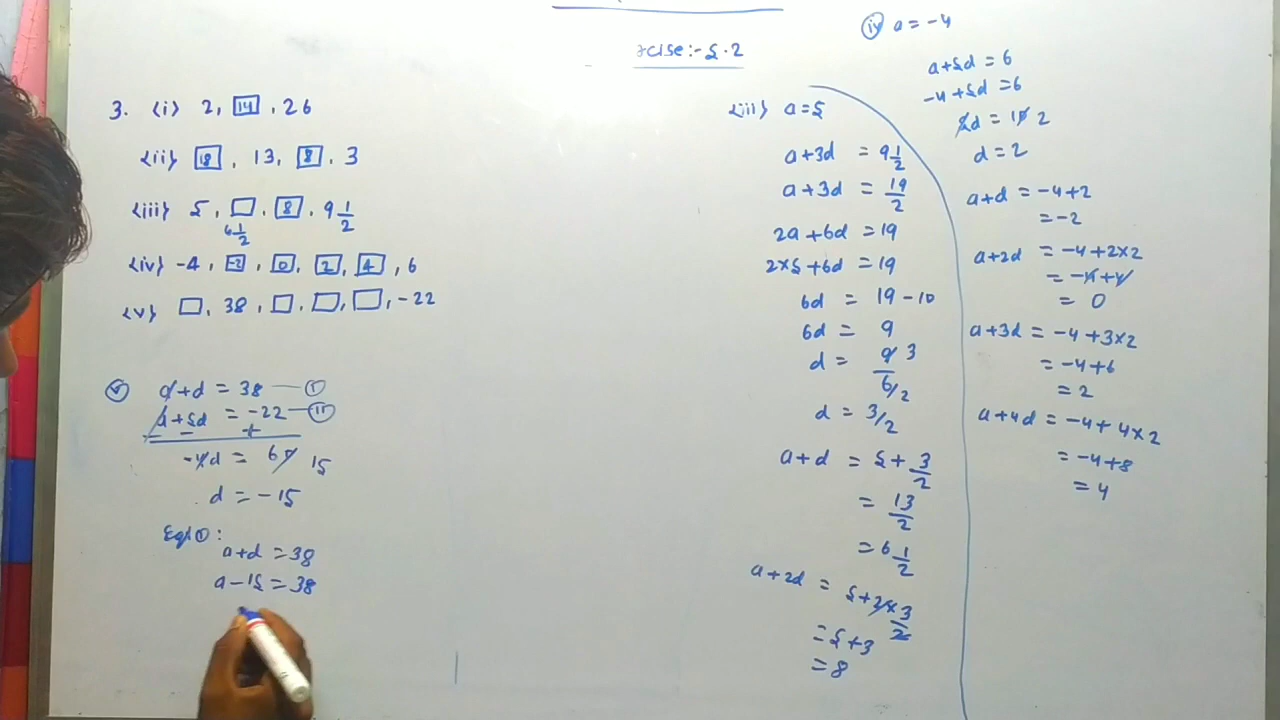 rcise:- 5.2
3. (i) 2, 14, 26
(ii) 18, 13, 8, 3
(iii) 5, 6 1/2, 8, 9 1/2
(iv) -4, -2, 0, 2, 4, 6
(v) □, 38, □, □, □, -22
(v) a+d = 38 — (i)
a+5d = -22 — (ii)
- - +
-4d = 60 15
d = -15
Eq(i):
a+d = 38
a-15 = 38
(iii) a=5
a+3d = 9 1/2
a+3d = 19/2
2a+6d = 19
2×5+6d = 19
6d = 19-10
6d = 9
d = 9/6 3/2
d = 3/2
a+d = 5+3/2
= 13/2
= 6 1/2
a+2d = 5+2×3/2
= 5+3
= 8
(iv) a = -4
a+5d = 6
-4+5d = 6
5d = 10 2
d = 2
a+d = -4+2
= -2
a+2d = -4+2×2
= -4+4
= 0
a+3d = -4+3×2
= -4+6
= 2
a+4d = -4+4×2
= -4+8
= 4